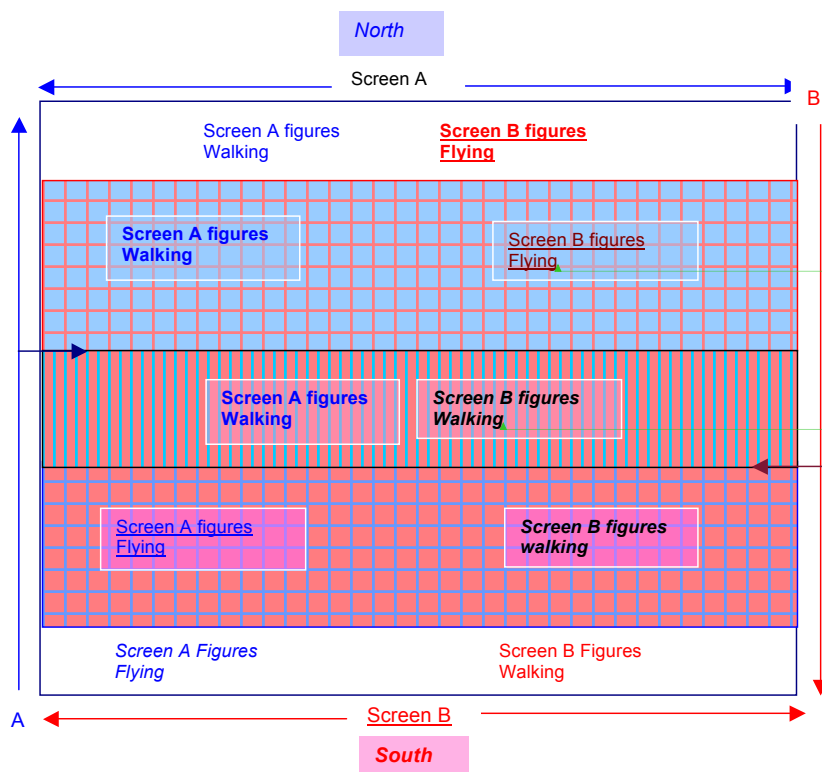 North
Screen A
B
Screen A figures
Walking
Screen B figures
Flying
Screen A figures
Walking
Screen B figures
Flying
Screen A figures
Walking
Screen B figures
Walking
Screen A figures
Flying
Screen B figures
walking
Screen A Figures
Flying
Screen B Figures
Walking
A
Screen B
South